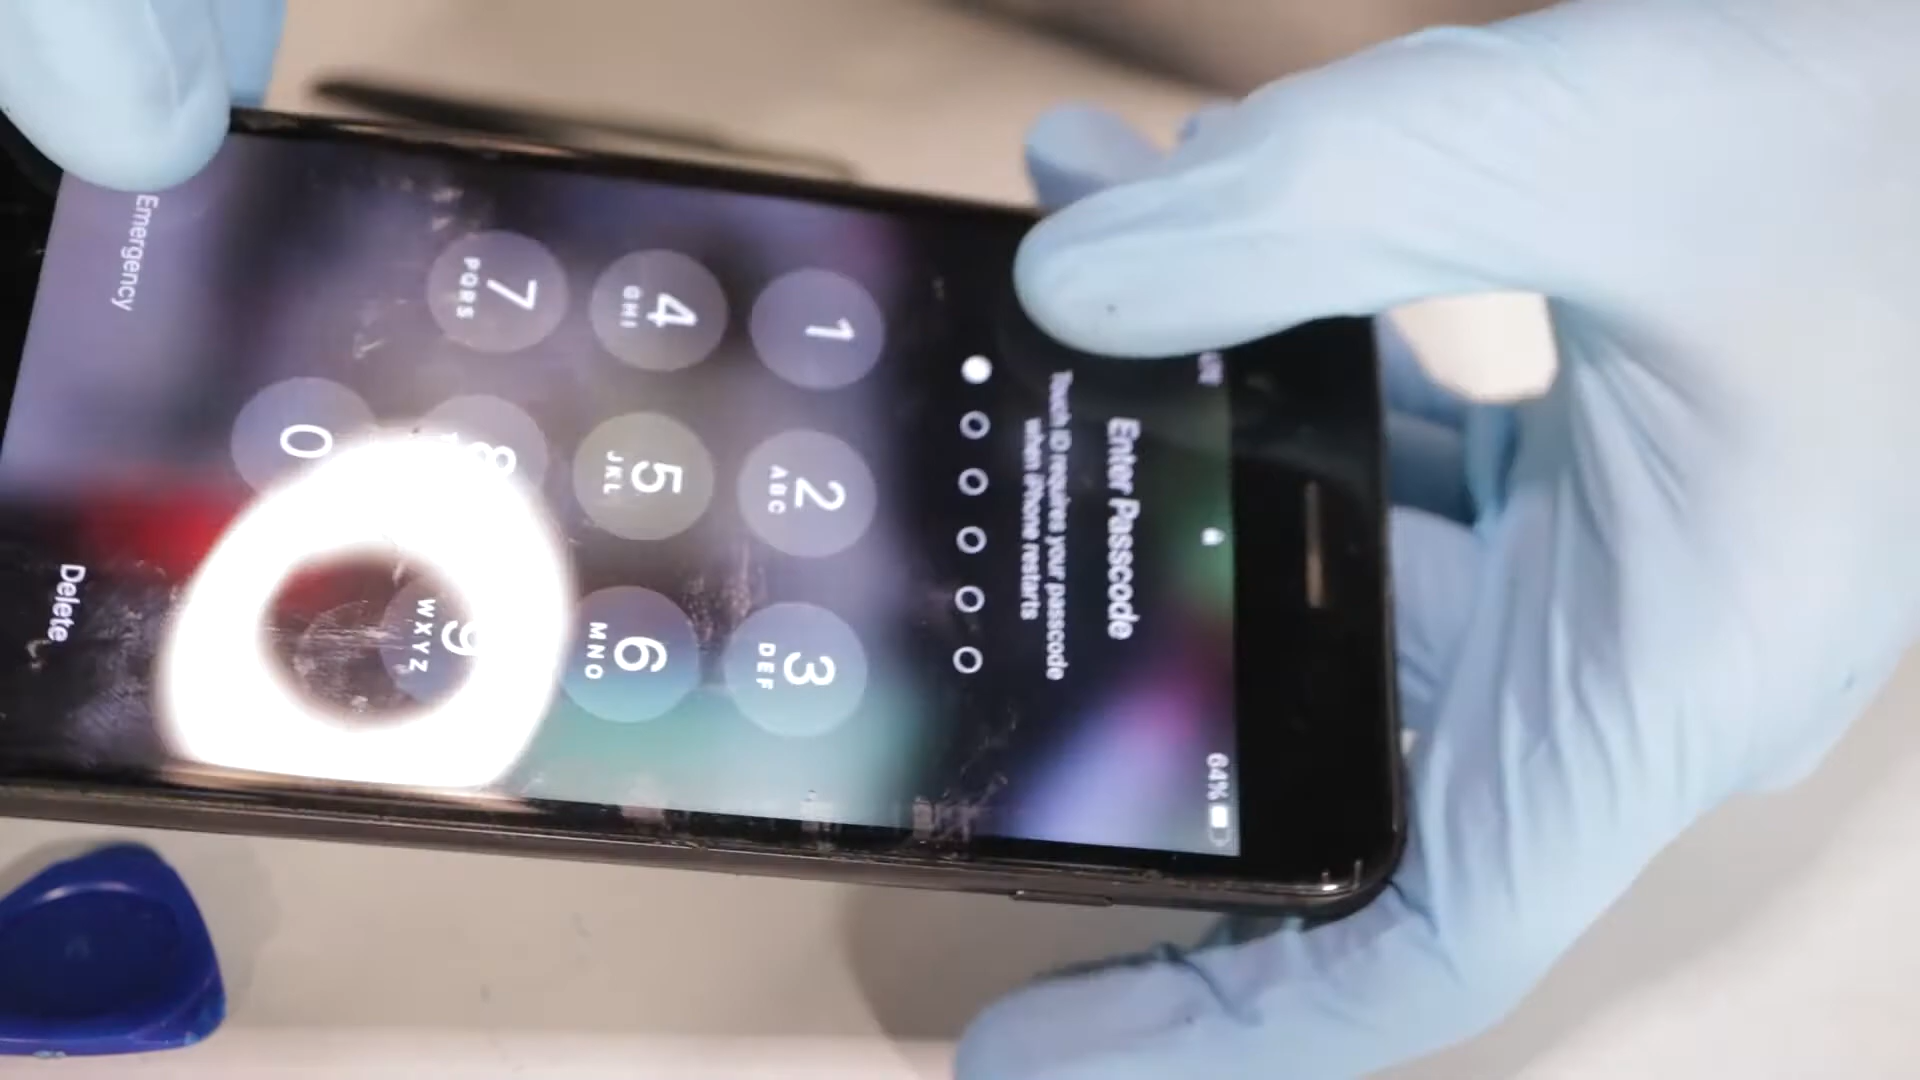 64%
Enter Passcode
Touch ID requires your passcode
when iPhone restarts
1
2
ABC
3
DEF
4
GHI
5
JKL
6
MNO
7
PQRS
8
9
WXYZ
0
Emergency
Delete